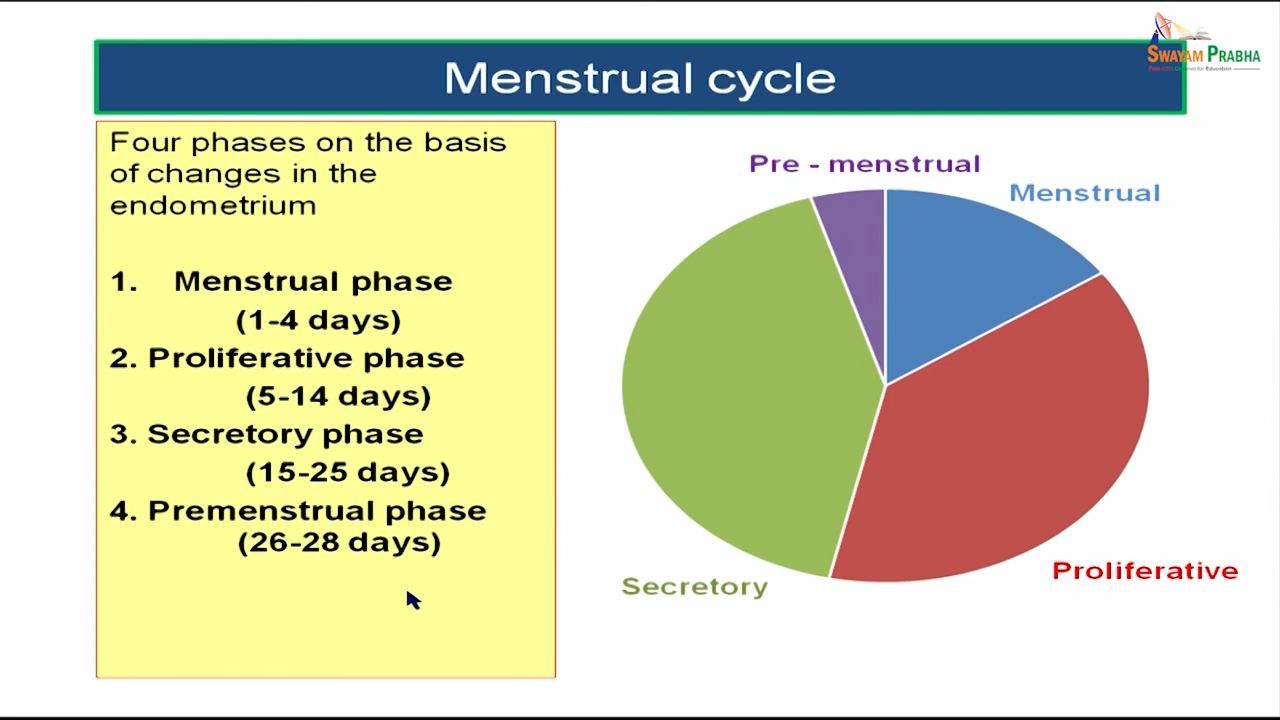 SWAYAM PRABHA
Menstrual cycle
Four phases on the basis
of changes in the
endometrium
1. Menstrual phase
(1-4 days)
2. Proliferative phase
(5-14 days)
3. Secretory phase
(15-25 days)
4. Premenstrual phase
(26-28 days)
Pre - menstrual
Menstrual
Proliferative
Secretory